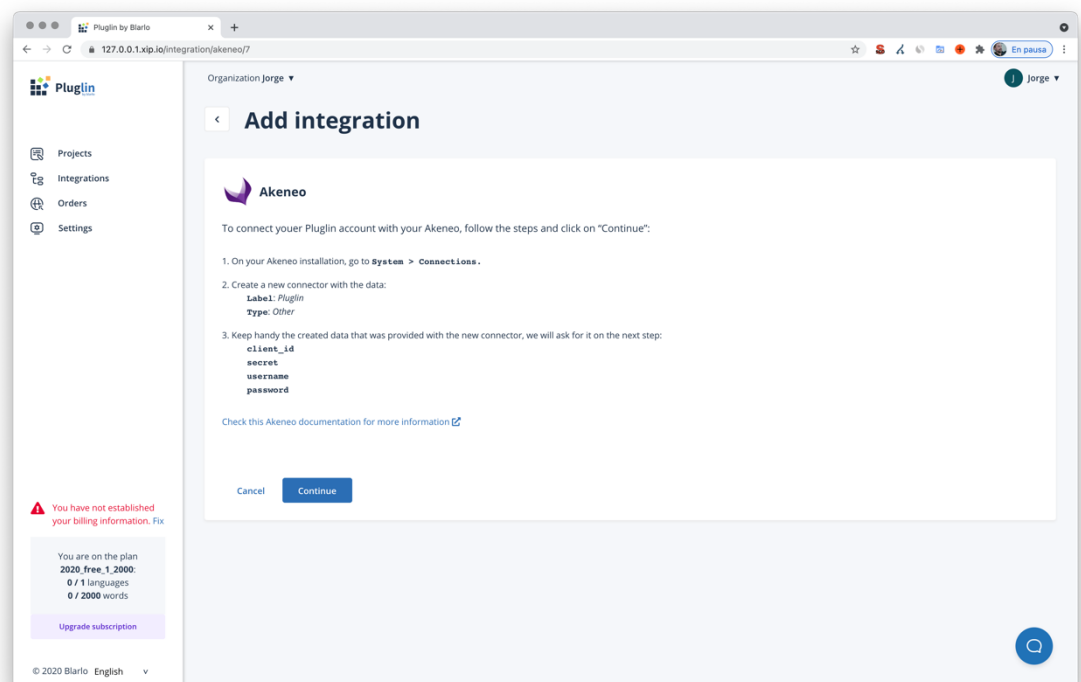 Pluglin by Blarlo
127.0.0.1.xip.io/integration/akeneo/7
En pausa
Pluglin
Organization Jorge
J Jorge
Add integration
Projects
Integrations
Orders
Settings
Akeneo
To connect youer Pluglin account with your Akeneo, follow the steps and click on “Continue”:
1. On your Akeneo installation, go to System > Connections.
2. Create a new connector with the data:
Label: Pluglin
Type: Other
3. Keep handy the created data that was provided with the new connector, we will ask for it on the next step:
client_id
secret
username
password
Check this Akeneo documentation for more information
Cancel
Continue
You have not established
your billing information. Fix
You are on the plan
2020_free_1_2000:
0 / 1 languages
0 / 2000 words
Upgrade subscription
© 2020 Blarlo English